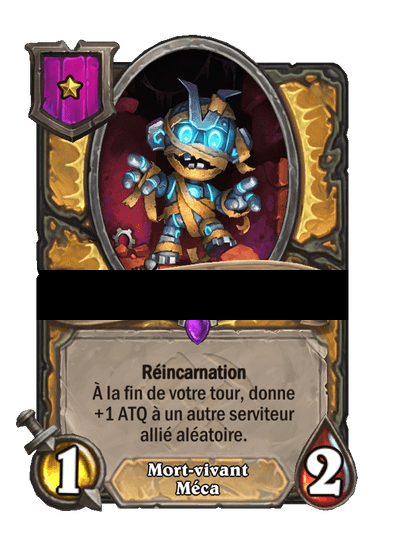 Réincarnation
À la fin de votre tour, donne
+1 ATQ à un autre serviteur
allié aléatoire.
1
Mort-vivant
Méca
2